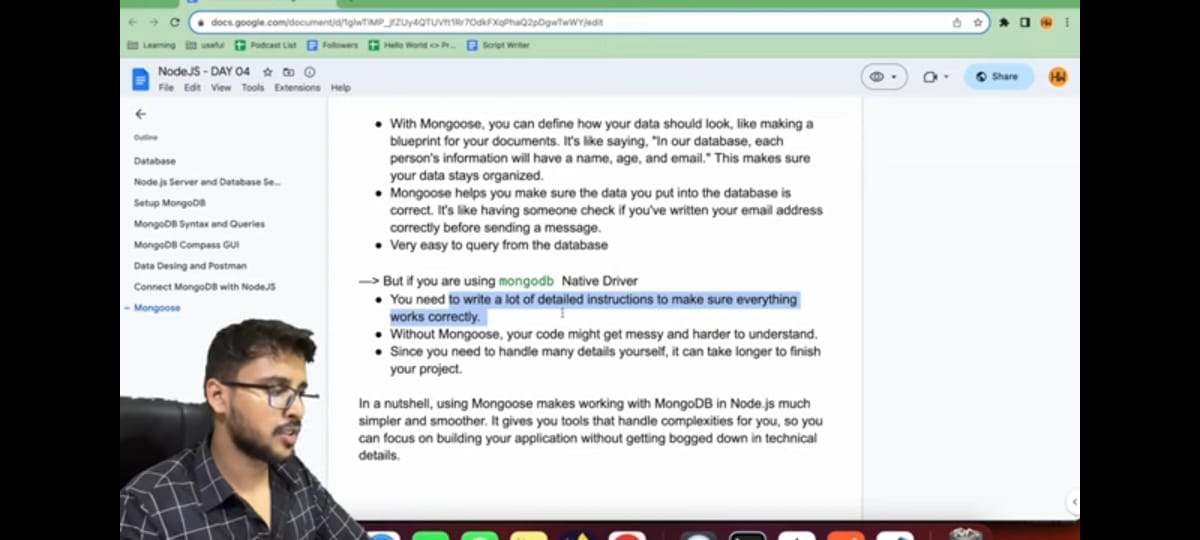 docs.google.com/document/d/1glwTlMP_jfZUy4QTUVft1Rr7OdkFXqPhaQ2pDgwTwWY/edit
Learning useful Podcast List Followers Hello World <> Pr... Script Writer
NodeJS - DAY 04
File Edit View Tools Extensions Help
Share
HW
Outline
Database
Node.js Server and Database Se...
Setup MongoDB
MongoDB Syntax and Queries
MongoDB Compass GUI
Data Desing and Postman
Connect MongoDB with NodeJS
Mongoose
• With Mongoose, you can define how your data should look, like making a
blueprint for your documents. It's like saying, "In our database, each
person's information will have a name, age, and email." This makes sure
your data stays organized.
• Mongoose helps you make sure the data you put into the database is
correct. It's like having someone check if you've written your email address
correctly before sending a message.
• Very easy to query from the database
—> But if you are using mongodb Native Driver
• You need to write a lot of detailed instructions to make sure everything
works correctly.
• Without Mongoose, your code might get messy and harder to understand.
• Since you need to handle many details yourself, it can take longer to finish
your project.
In a nutshell, using Mongoose makes working with MongoDB in Node.js much
simpler and smoother. It gives you tools that handle complexities for you, so you
can focus on building your application without getting bogged down in technical
details.